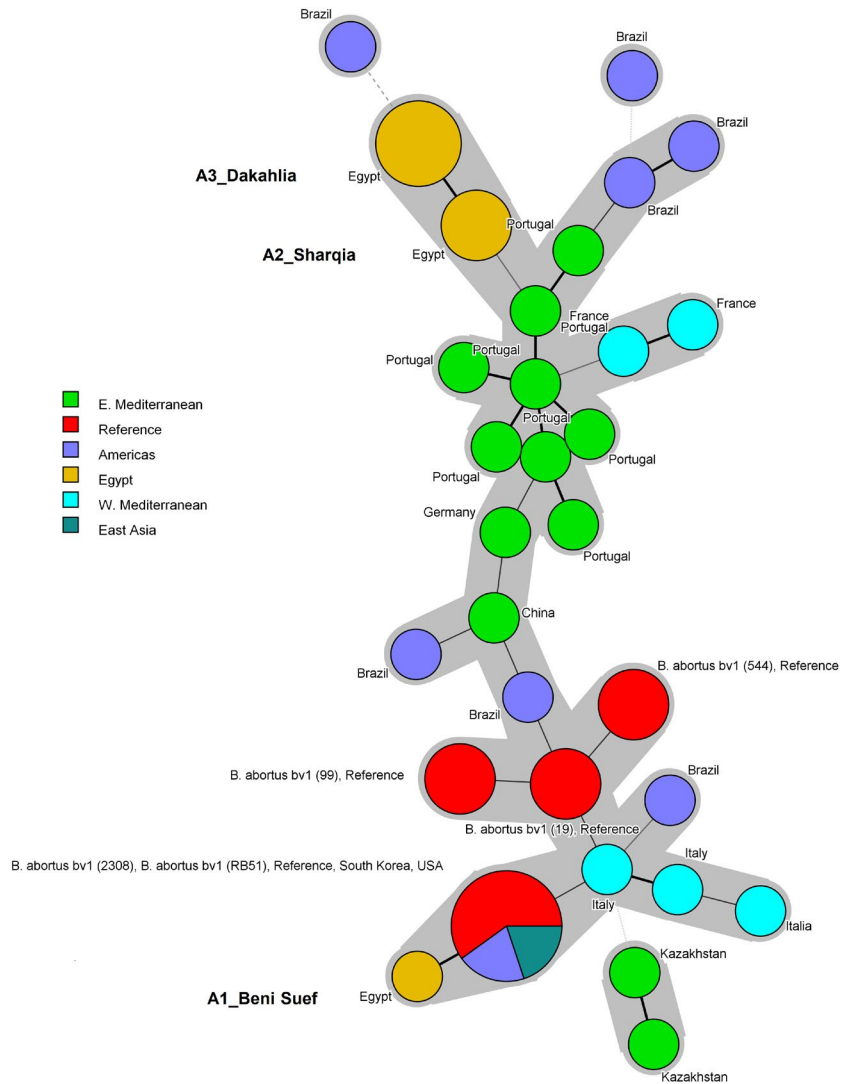 Brazil
Brazil
Brazil
A3_Dakahlia
Egypt
Brazil
Portugal
A2_Sharqia
Egypt
France
France
Portugal
Portugal
Portugal
Portugal
Portugal
Portugal
E. Mediterranean
Reference
Americas
Egypt
W. Mediterranean
East Asia
Germany
Portugal
China
Brazil
B. abortus bv1 (544), Reference
Brazil
B. abortus bv1 (99), Reference
Brazil
B. abortus bv1 (19), Reference
B. abortus bv1 (2308), B. abortus bv1 (RB51), Reference, South Korea, USA
Italy
Italy
Italia
Kazakhstan
Egypt
A1_Beni Suef
Kazakhstan